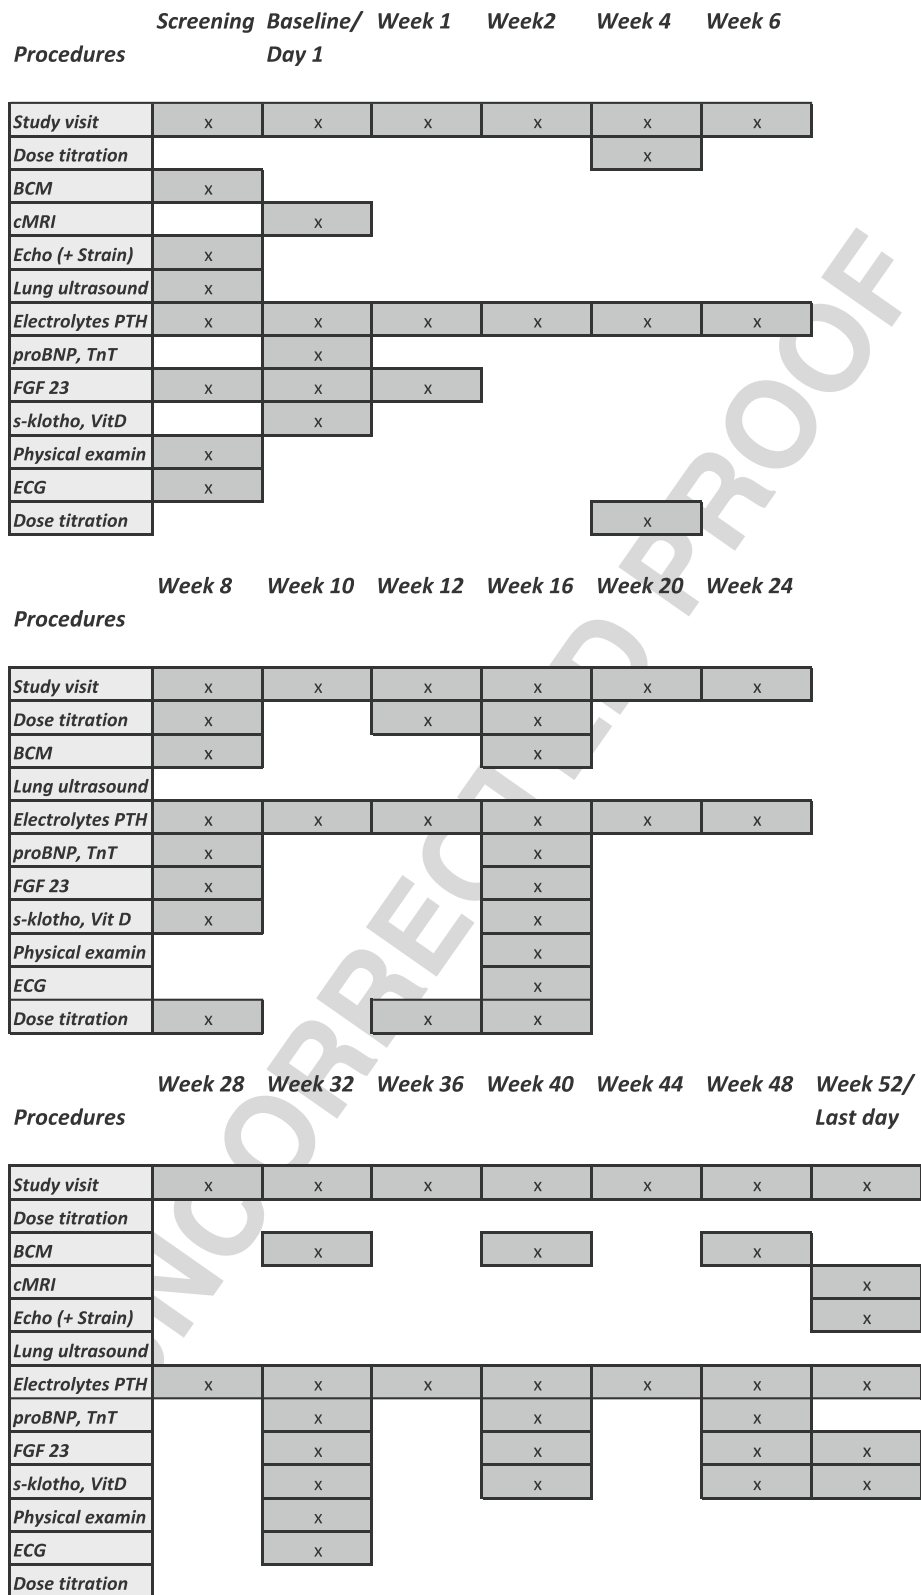 Screening Baseline/ Week 1 Week2 Week 4 Week 6
Procedures Day 1
Study visit x x x x x x
Dose titration x
BCM x
cMRI x
Echo (+ Strain) x
Lung ultrasound x
Electrolytes PTH x x x x x x
proBNP, TnT x
FGF 23 x x x
s-klotho, VitD x
Physical examin x
ECG x
Dose titration x
Week 8 Week 10 Week 12 Week 16 Week 20 Week 24
Procedures
Study visit x x x x x x
Dose titration x x x
BCM x x
Lung ultrasound
Electrolytes PTH x x x x x x
proBNP, TnT x x
FGF 23 x x
s-klotho, Vit D x x
Physical examin x
ECG x
Dose titration x x x
Week 28 Week 32 Week 36 Week 40 Week 44 Week 48 Week 52/
Procedures Last day
Study visit x x x x x x x
Dose titration
BCM x x x
cMRI x
Echo (+ Strain) x
Lung ultrasound
Electrolytes PTH x x x x x x x
proBNP, TnT x x x
FGF 23 x x x x
s-klotho, VitD x x x x
Physical examin x
ECG x
Dose titration
UNCORRECTED PROOF